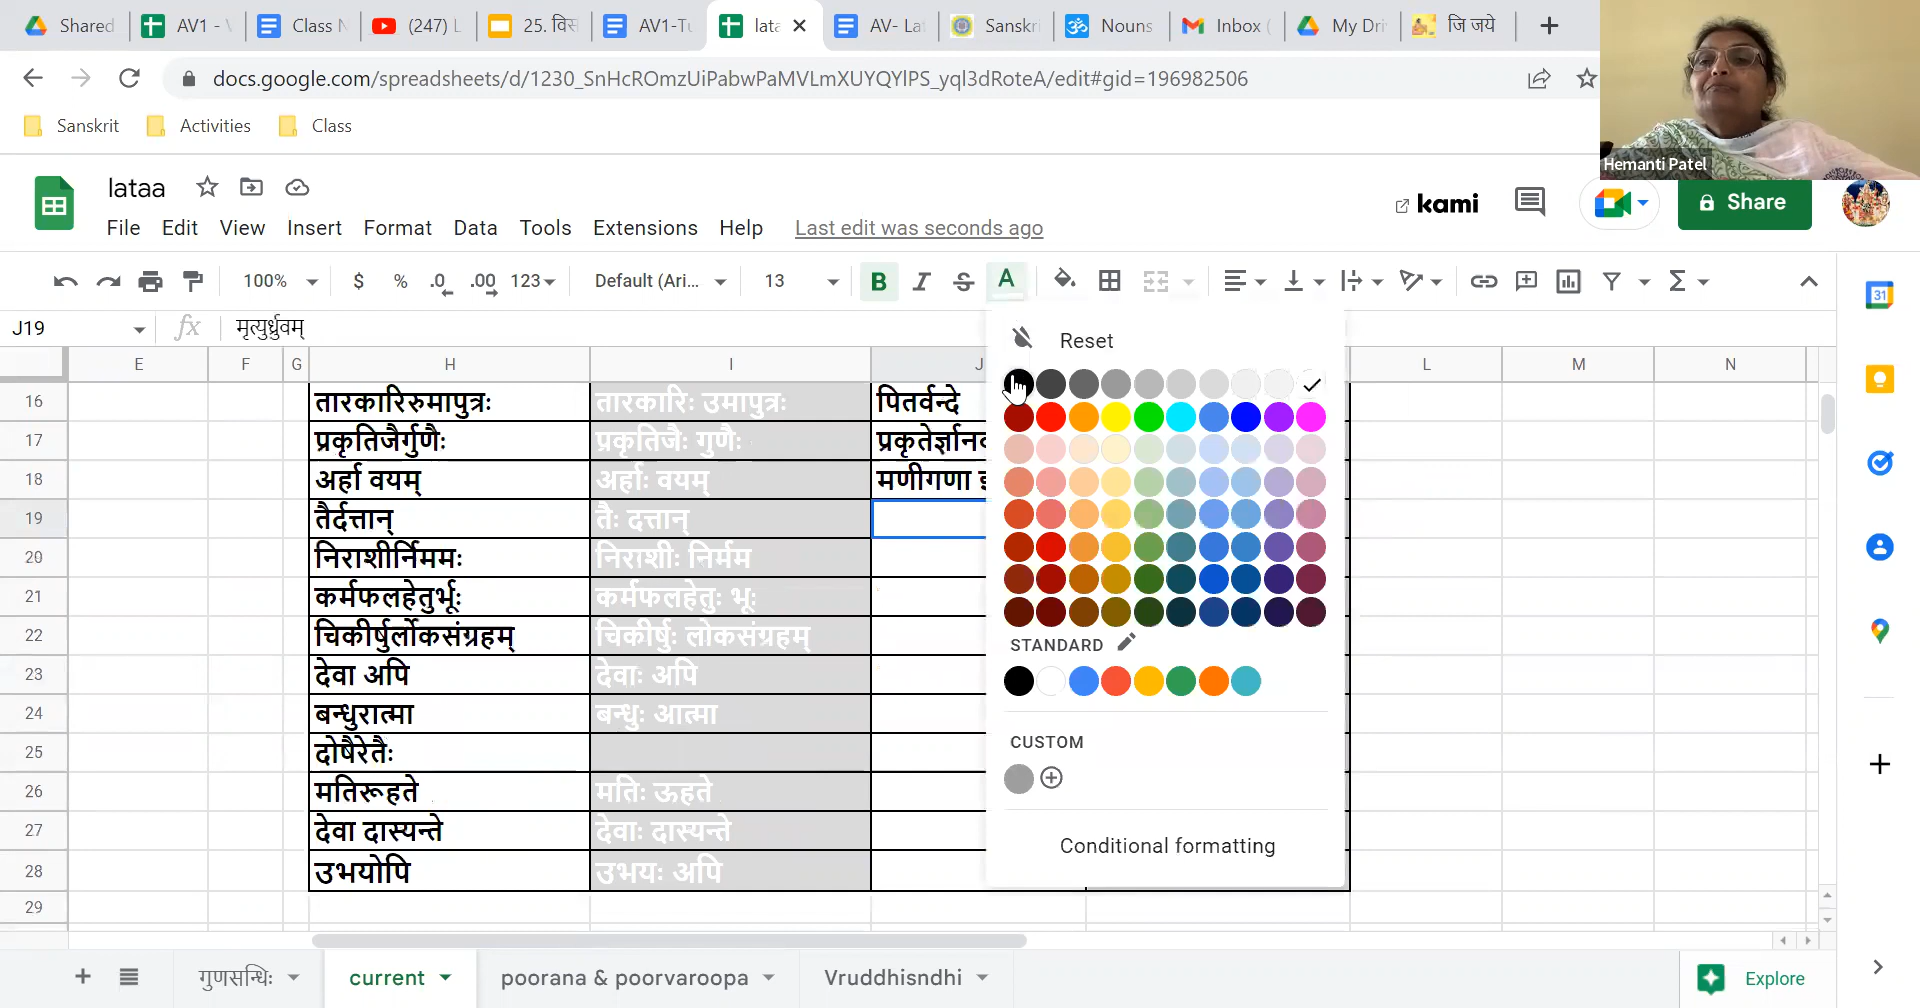 Shared
AV1 - V
Class N
(247) L
25. विस
AV1-Tu
lata
AV- La
Sanskri
Nouns
Inbox (
My Dri
जि जये
docs.google.com/spreadsheets/d/1230_SnHcROmzUiPabwPaMVLmXUYQYlPS_yql3dRoteA/edit#gid=196982506
Sanskrit
Activities
Class
Hemanti Patel
lataa
kami
Share
File Edit View Insert Format Data Tools Extensions Help Last edit was seconds ago
100% $ % .0 .00 123 Default (Ari... 13 B I S A
31
J19 fx मृत्युर्ध्रुवम्
E F G H I J L M N
Reset
16 तारकारिरुमापुत्रः तारकारिः उमापुत्रः पितर्वन्दे
17 प्रकृतिजैर्गुणैः प्रकृतिजैः गुणैः
18 अर्हा वयम् अर्हाः वयम् मणीगणा
19 तैर्दत्तान् तैः दत्तान्
20 निराशीर्निममः निराशीः निर्मम
21 कर्मफलहेतुर्भूः कर्मफलहेतुः भूः
22 चिकीर्षुर्लोकसंग्रहम् चिकीर्षुः लोकसंग्रहम्
STANDARD
23 देवा अपि देवाः अपि
24 बन्धुरात्मा बन्धुः आत्मा
CUSTOM
25 दोषैरेतैः
26 मतिरूहते मतिः ऊहते
27 देवा दास्यन्ते देवाः दास्यन्ते
Conditional formatting
28 उभयोपि उभयः अपि
29
गुणसन्धिः
current
poorana & poorvaroopa
Vruddhisndhi
Explore